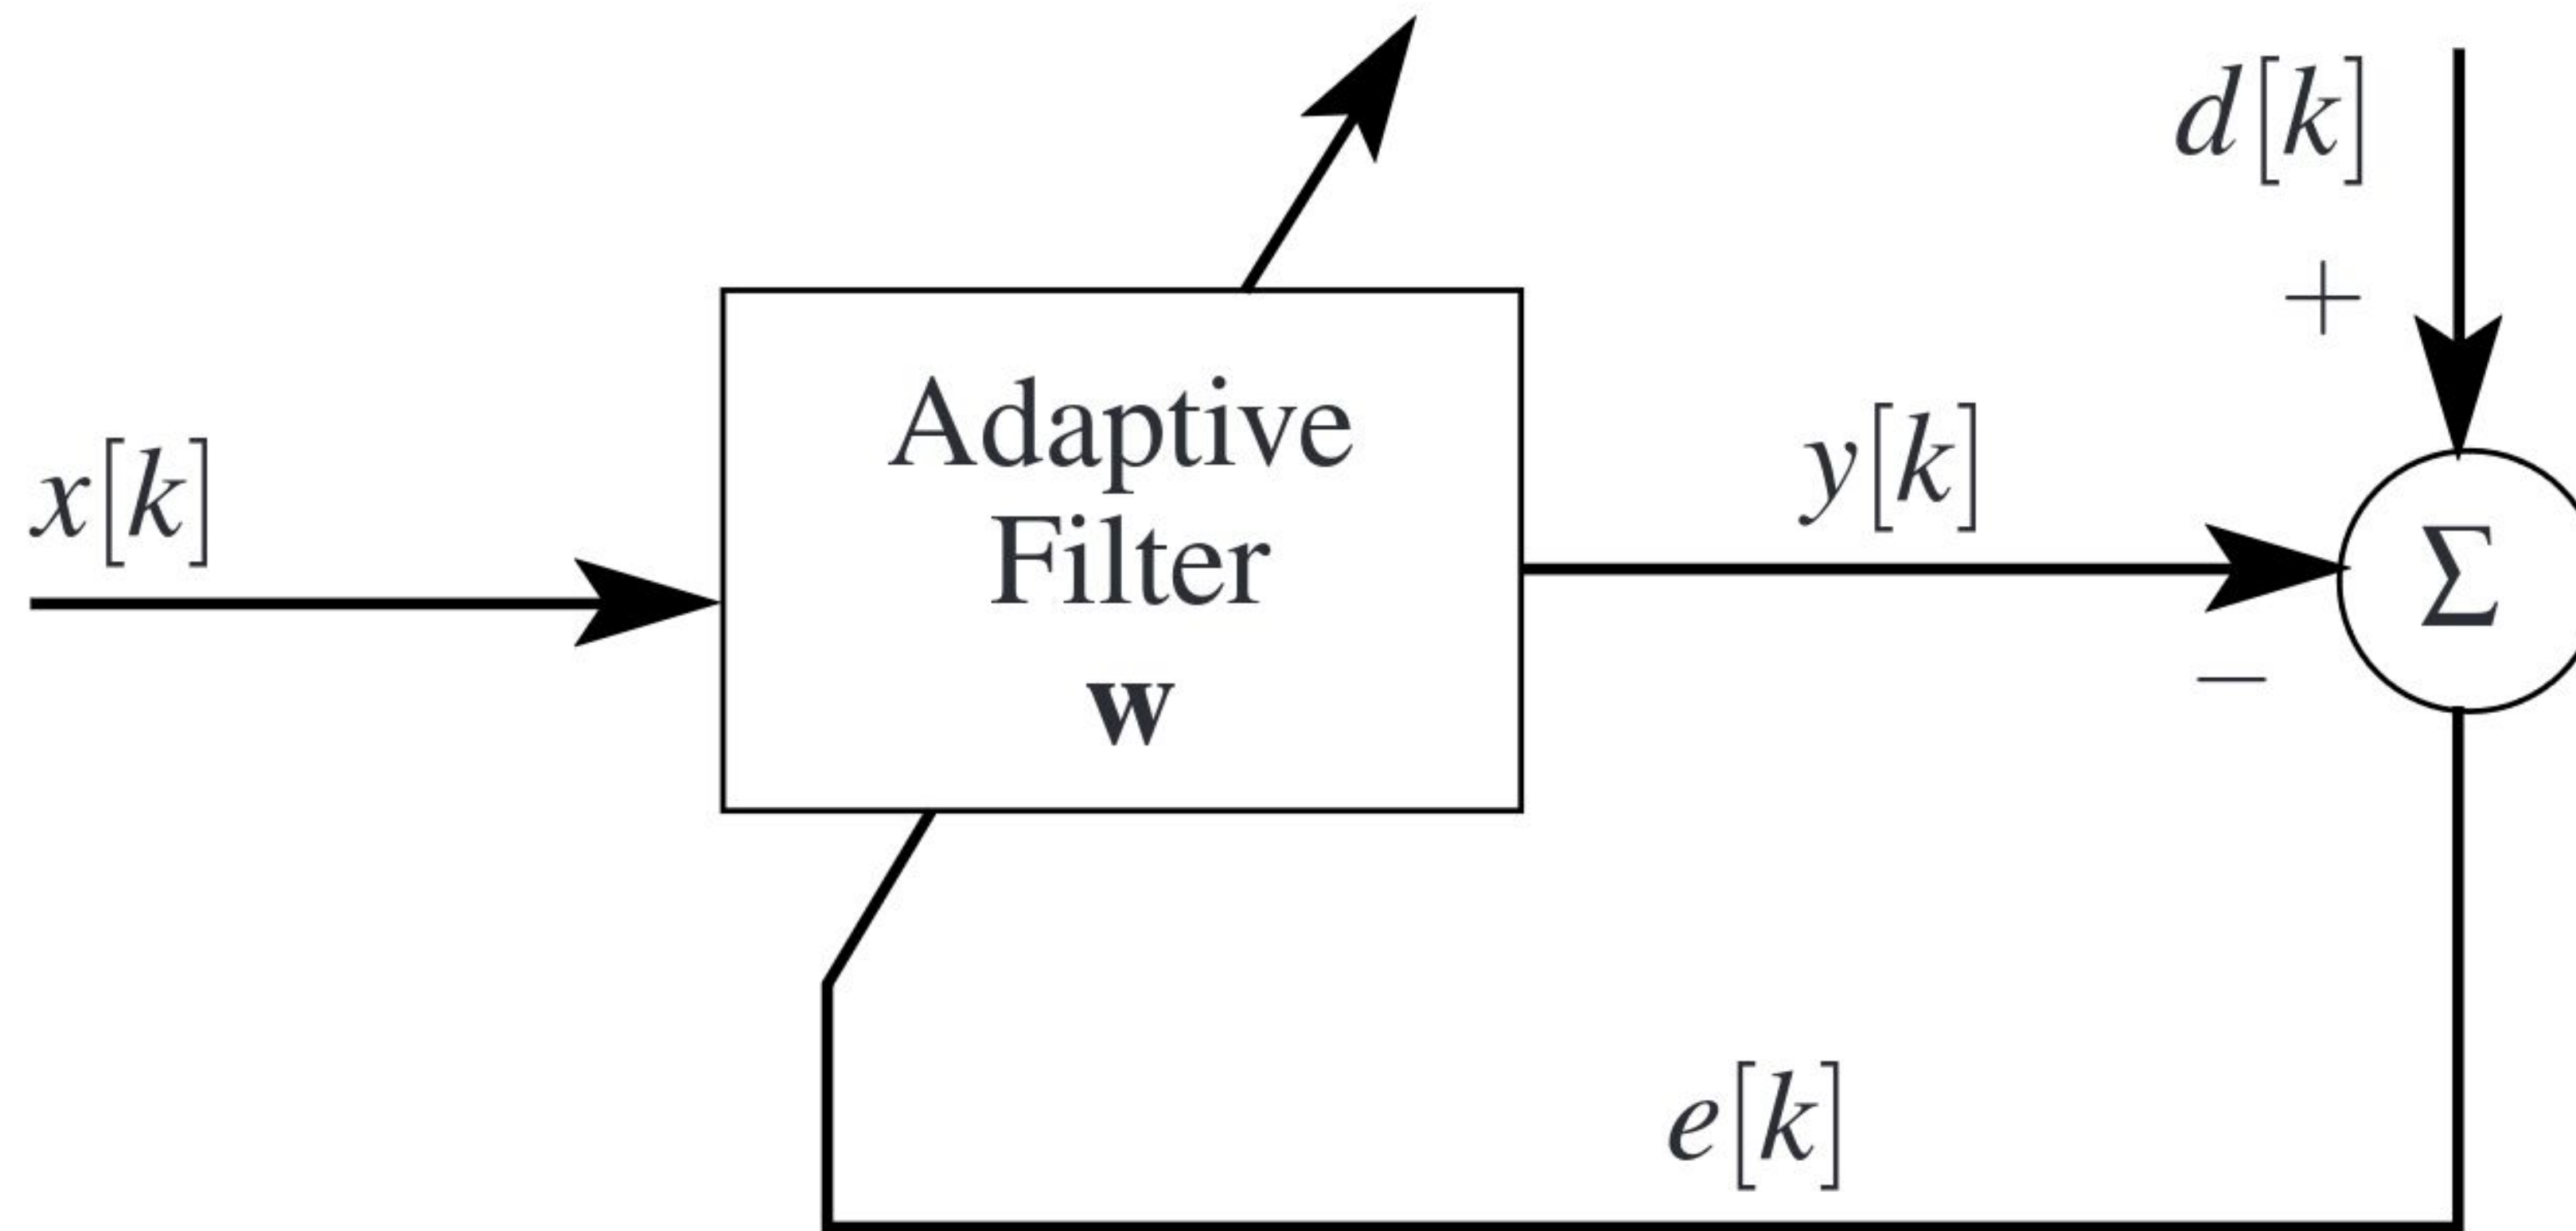 d[k]
+
x[k]
Adaptive
Filter
w
y[k]
−
Σ
e[k]